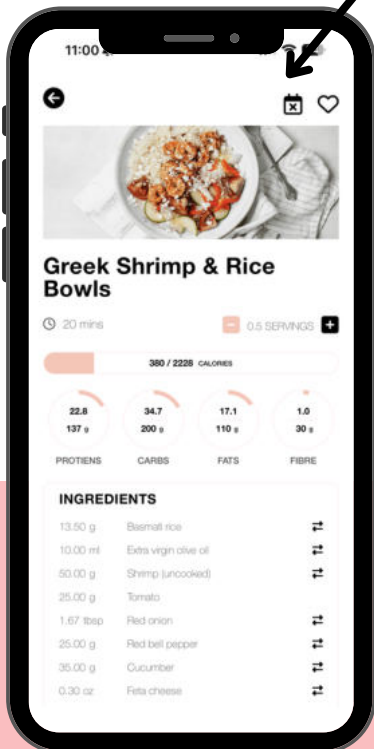 11:00
Greek Shrimp & Rice
Bowls
20 mins
0.5 SERVINGS
380 / 2228 CALORIES
22.8 34.7 17.1 1.0
137 g 200 g 110 g 30 g
PROTIENS CARBS FATS FIBRE
INGREDIENTS
13.50 g Basmati rice
10.00 ml Extra virgin olive oil
50.00 g Shrimp (uncooked)
25.00 g Tomato
1.67 tbsp Red onion
25.00 g Red bell pepper
35.00 g Cucumber
0.30 oz Feta cheese